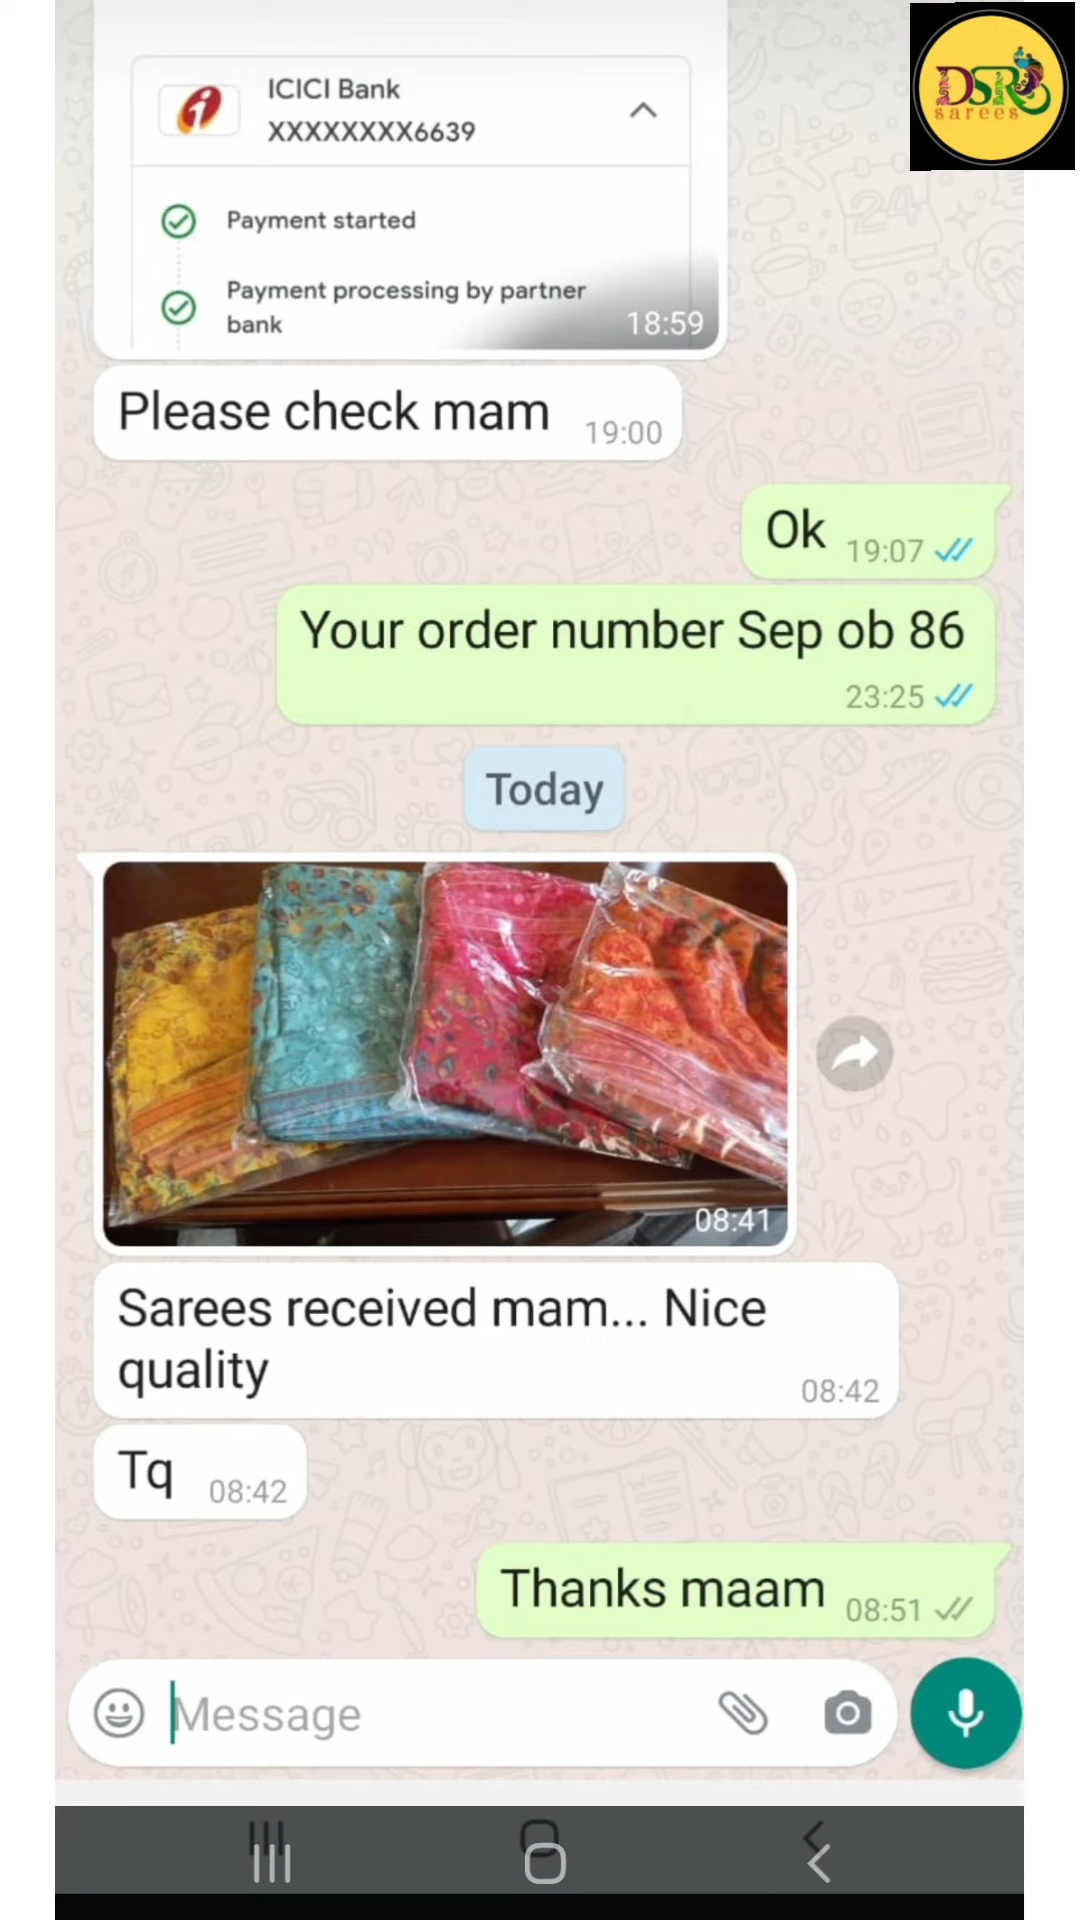 DSR
sarees
ICICI Bank
XXXXXXXX6639
Payment started
Payment processing by partner
bank
18:59
Please check mam 19:00
Ok 19:07
Your order number Sep ob 86
23:25
Today
08:41
Sarees received mam... Nice
quality
08:42
Tq 08:42
Thanks maam 08:51
Message